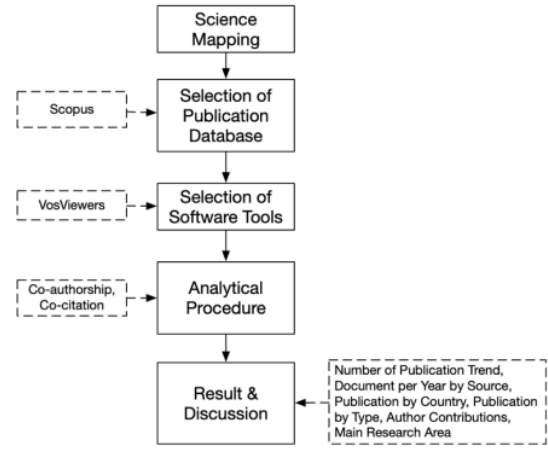 Science
Mapping
Scopus
Selection of
Publication
Database
VosViewers
Selection of
Software Tools
Co-authorship,
Co-citation
Analytical
Procedure
Result &
Discussion
Number of Publication Trend,
Document per Year by Source,
Publication by Country, Publication
by Type, Author Contributions,
Main Research Area